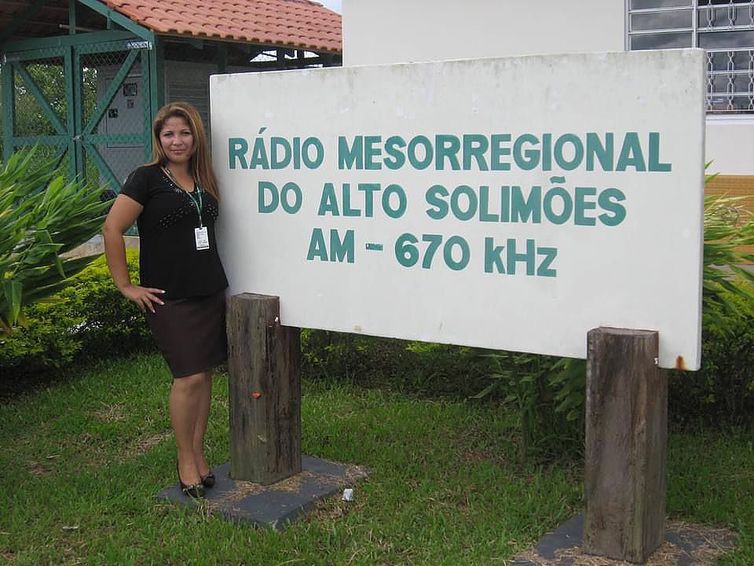 RÁDIO MESORREGIONAL
DO ALTO SOLIMÕES
AM - 670 kHz